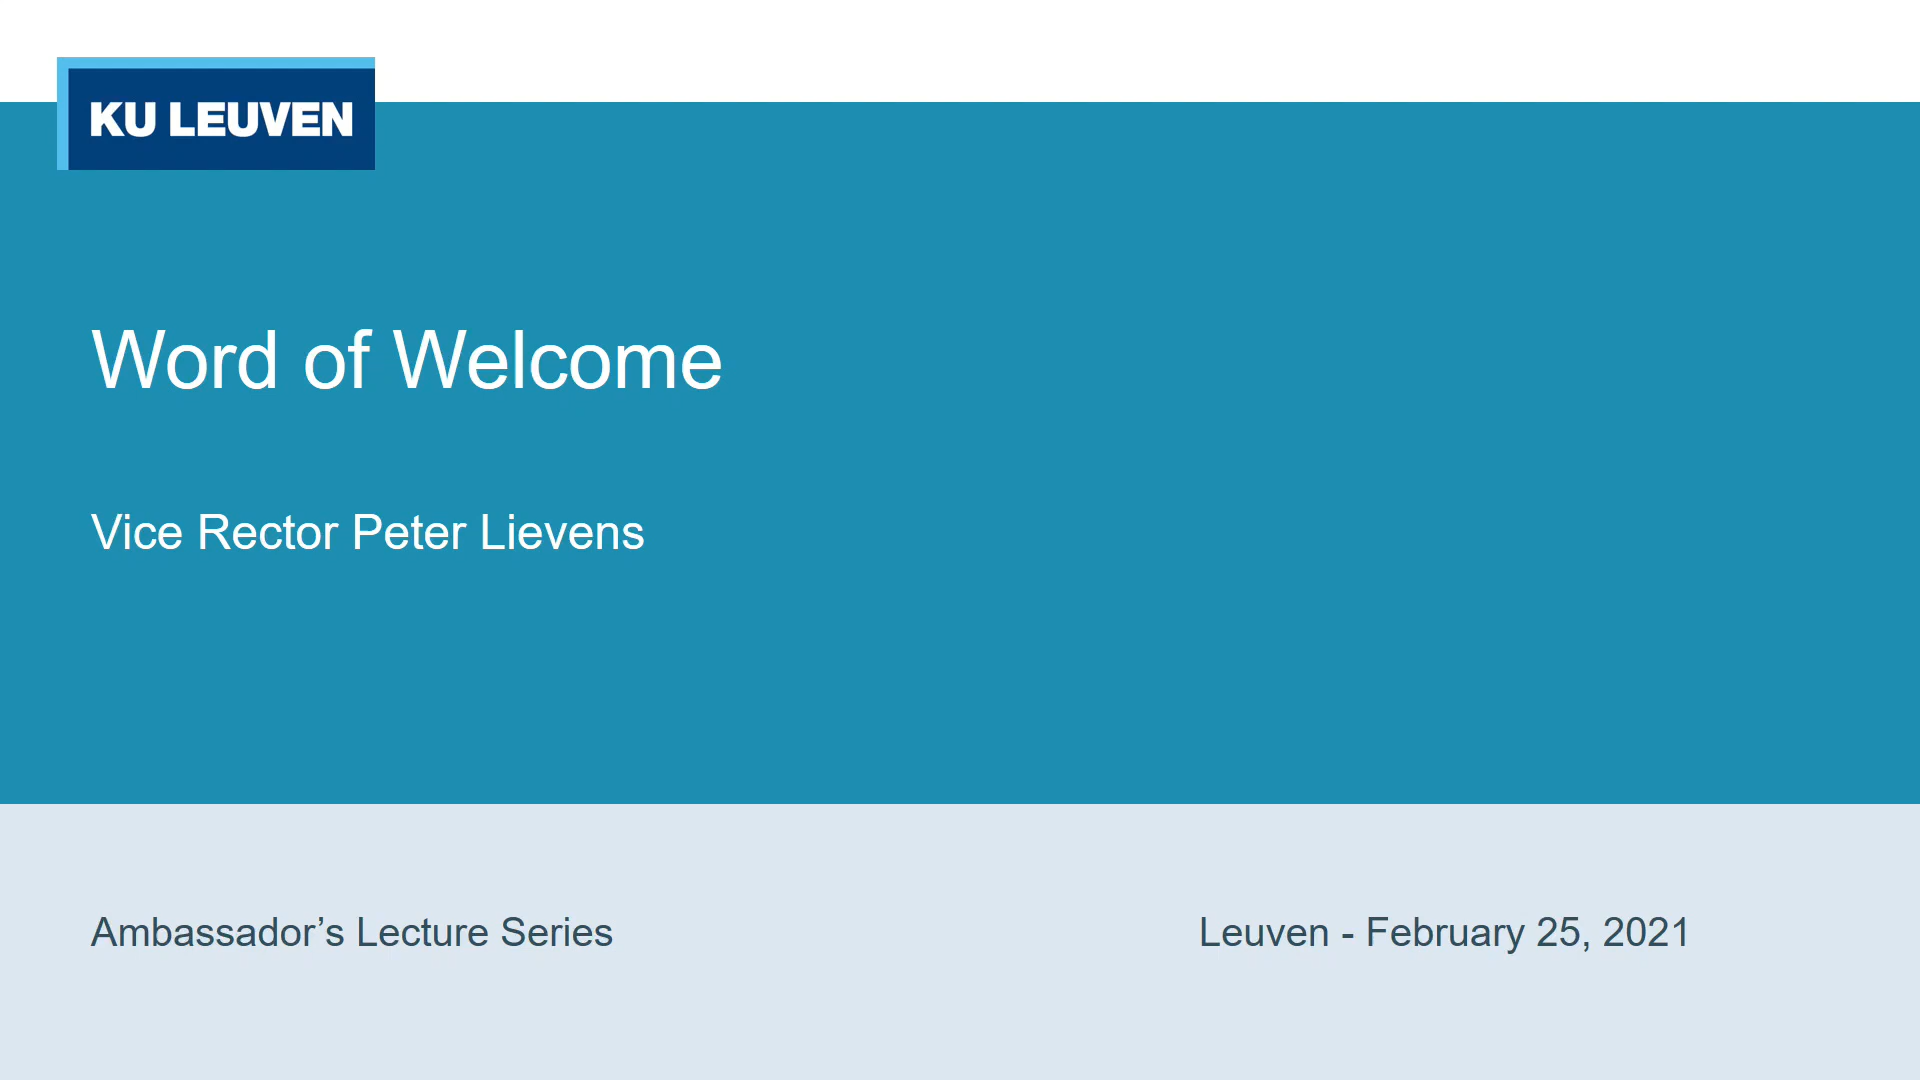 KU LEUVEN
Word of Welcome
Vice Rector Peter Lievens
Ambassador’s Lecture Series
Leuven - February 25, 2021